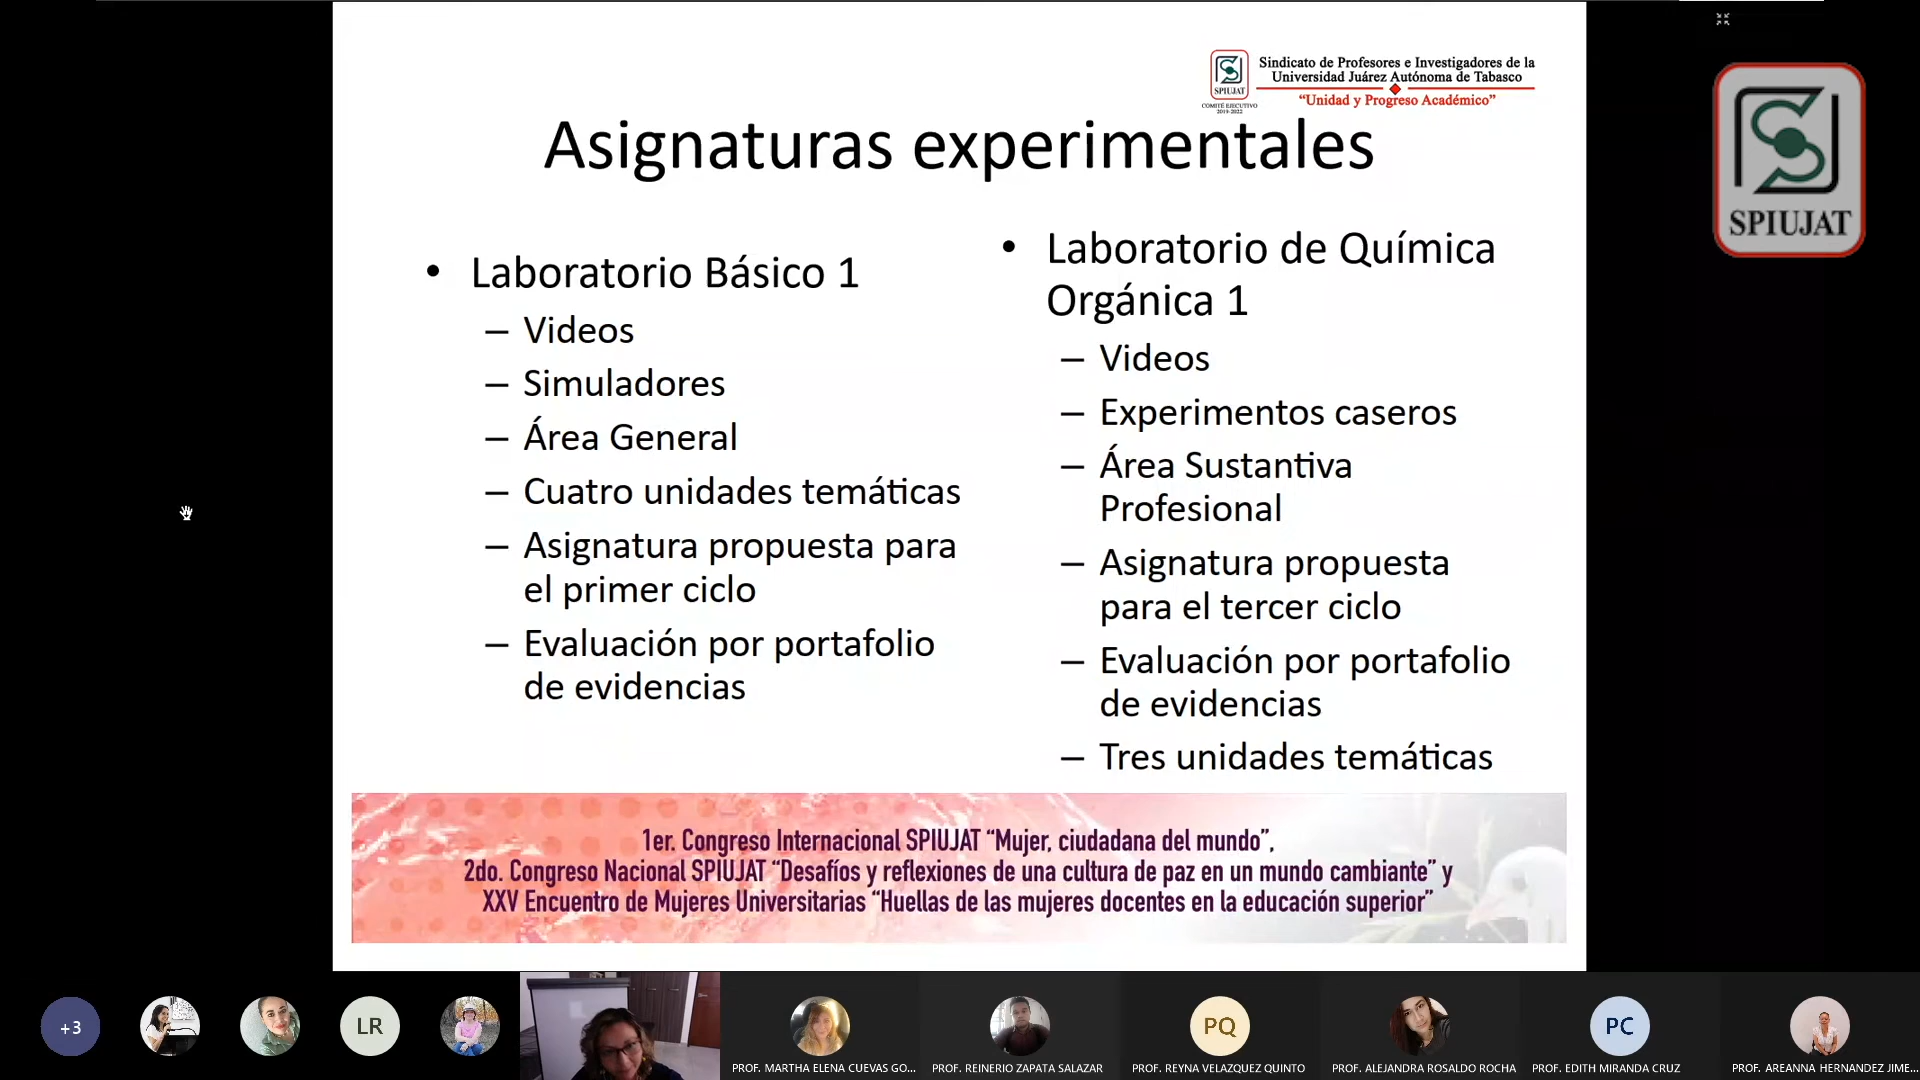 Sindicato de Profesores e Investigadores de la
Universidad Juárez Autónoma de Tabasco
"Unidad y Progreso Académico"
SPIUJAT
COMITÉ EJECUTIVO
2019-2022
SPIUJAT
Asignaturas experimentales
• Laboratorio Básico 1
– Videos
– Simuladores
– Área General
– Cuatro unidades temáticas
– Asignatura propuesta para
el primer ciclo
– Evaluación por portafolio
de evidencias
• Laboratorio de Química
Orgánica 1
– Videos
– Experimentos caseros
– Área Sustantiva
Profesional
– Asignatura propuesta
para el tercer ciclo
– Evaluación por portafolio
de evidencias
– Tres unidades temáticas
1er. Congreso Internacional SPIUJAT “Mujer, ciudadana del mundo”,
2do. Congreso Nacional SPIUJAT “Desafíos y reflexiones de una cultura de paz en un mundo cambiante” y
XXV Encuentro de Mujeres Universitarias “Huellas de las mujeres docentes en la educación superior”
+3
LR
PQ
PC
PROF. MARTHA ELENA CUEVAS GO...
PROF. REINERIO ZAPATA SALAZAR
PROF. REYNA VELAZQUEZ QUINTO
PROF. ALEJANDRA ROSALDO ROCHA
PROF. EDITH MIRANDA CRUZ
PROF. AREANNA HERNANDEZ JIME...